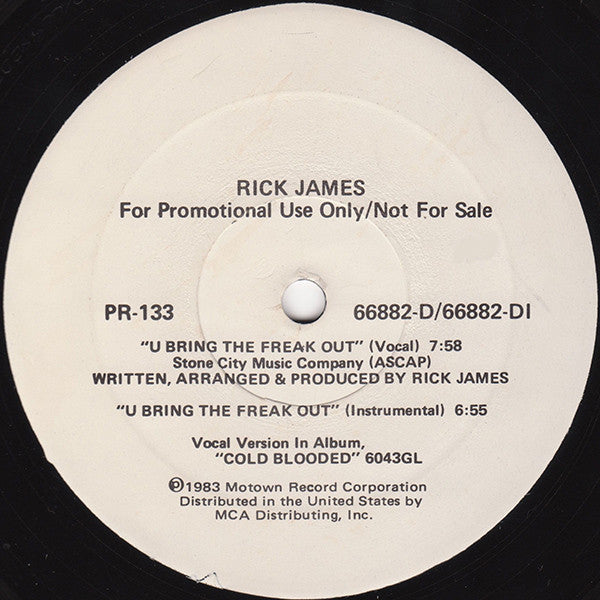 RICK JAMES
For Promotional Use Only/Not For Sale
PR-133 66882-D/66882-DI
"U BRING THE FREAK OUT" (Vocal) 7:58
Stone City Music Company (ASCAP)
WRITTEN, ARRANGED & PRODUCED BY RICK JAMES
"U BRING THE FREAK OUT" (Instrumental) 6:55
Vocal Version In Album,
"COLD BLOODED" 6043GL
℗1983 Motown Record Corporation
Distributed in the United States by
MCA Distributing, Inc.